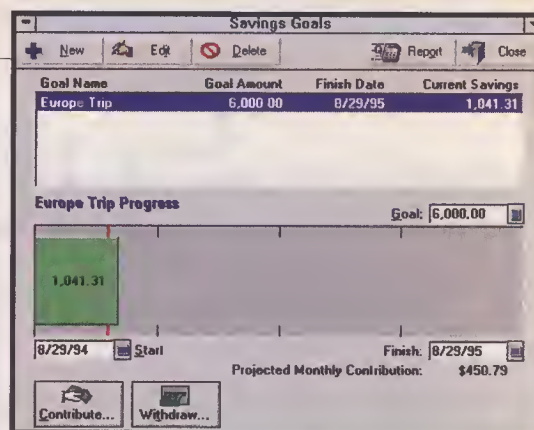 Savings Goals
New Edit Delete Report Close
Goal Name Goal Amount Finish Date Current Savings
Europe Trip 6,000 00 8/29/95 1,041.31
Europe Trip Progress
Goal: 6,000.00
1,041.31
8/29/94 Start Finish: 8/29/95
Projected Monthly Contribution: $450.79
Contribute... Withdraw...